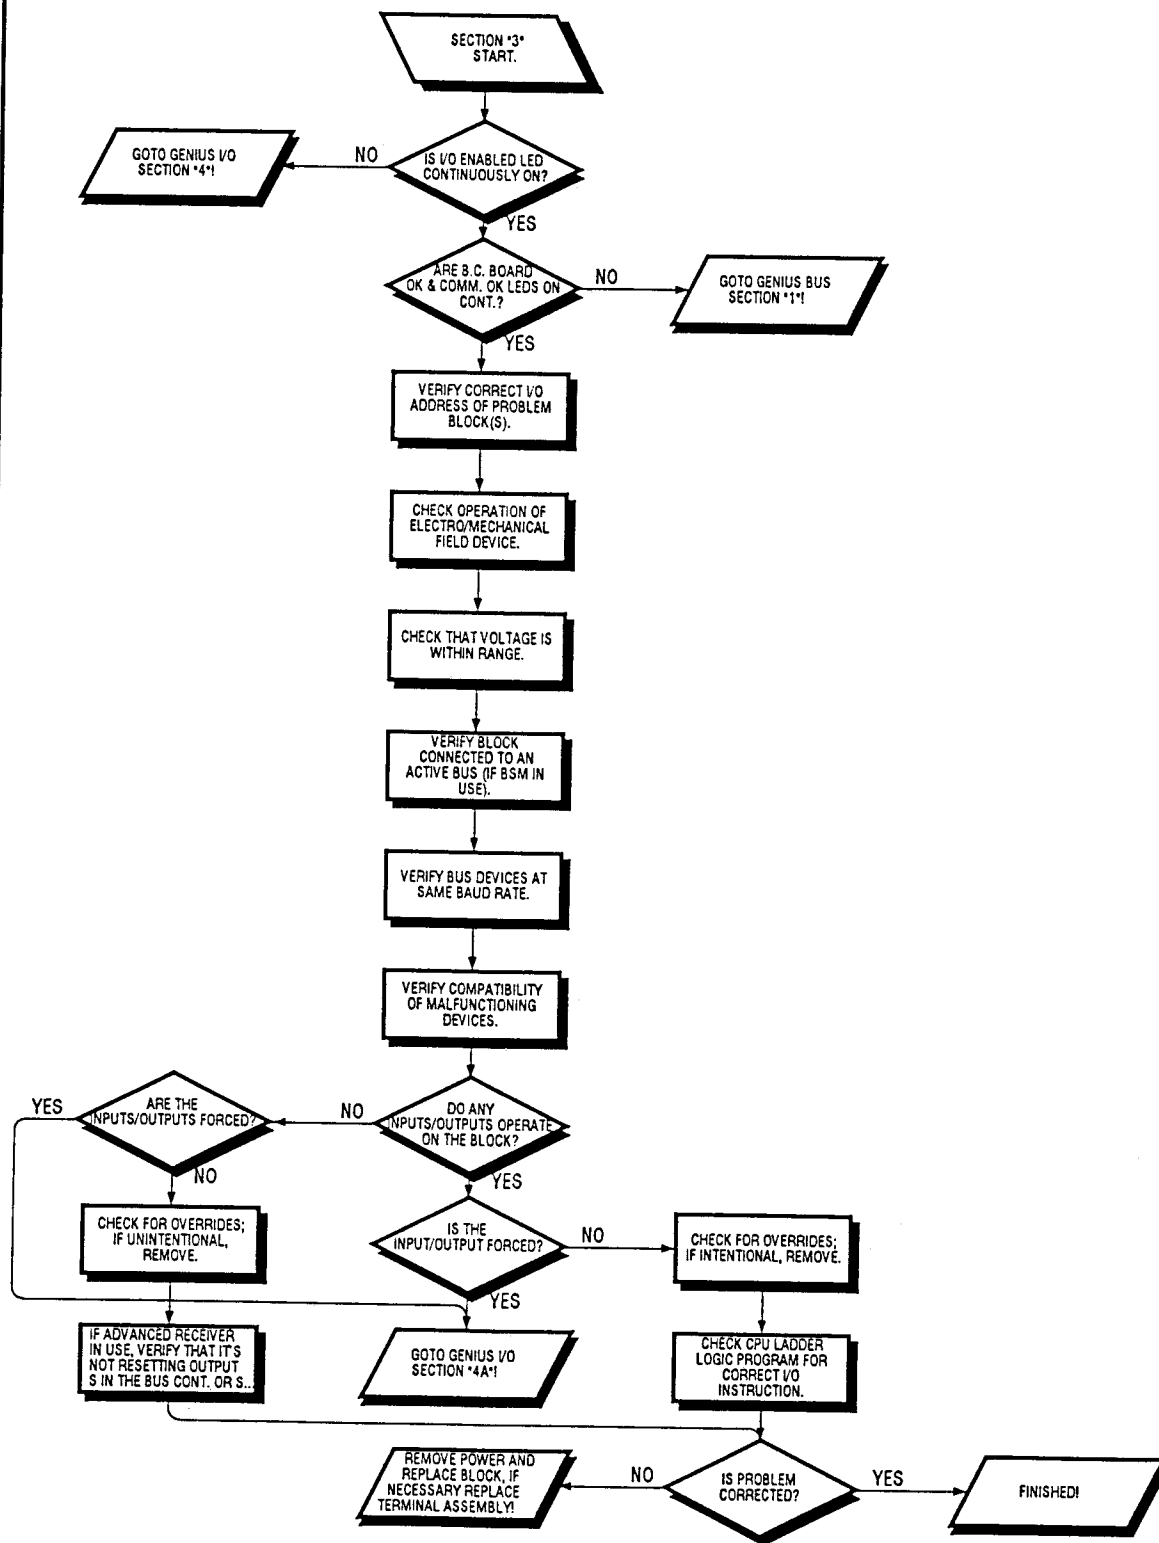 SECTION "3"
START.
IS I/O ENABLED LED
CONTINUOUSLY ON?
NO
GOTO GENIUS I/O
SECTION "4"!
YES
ARE B.C. BOARD
OK & COMM. OK LEDS ON
CONT.?
NO
GOTO GENIUS BUS
SECTION "1"!
YES
VERIFY CORRECT I/O
ADDRESS OF PROBLEM
BLOCK(S).
CHECK OPERATION OF
ELECTRO/MECHANICAL
FIELD DEVICE.
CHECK THAT VOLTAGE IS
WITHIN RANGE.
VERIFY BLOCK
CONNECTED TO AN
ACTIVE BUS (IF BSM IN
USE).
VERIFY BUS DEVICES AT
SAME BAUD RATE.
VERIFY COMPATIBILITY
OF MALFUNCTIONING
DEVICES.
DO ANY
INPUTS/OUTPUTS OPERATE
ON THE BLOCK?
NO
ARE THE
INPUTS/OUTPUTS FORCED?
YES
NO
YES
CHECK FOR OVERRIDES;
IF UNINTENTIONAL,
REMOVE.
IS THE
INPUT/OUTPUT FORCED?
NO
CHECK FOR OVERRIDES;
IF INTENTIONAL, REMOVE.
YES
IF ADVANCED RECEIVER
IN USE, VERIFY THAT IT'S
NOT RESETTING OUTPUT
S IN THE BUS CONT. OR S...
GOTO GENIUS I/O
SECTION "4A"!
CHECK CPU LADDER
LOGIC PROGRAM FOR
CORRECT I/O
INSTRUCTION.
REMOVE POWER AND
REPLACE BLOCK, IF
NECESSARY REPLACE
TERMINAL ASSEMBLY!
NO
IS PROBLEM
CORRECTED?
YES
FINISHED!